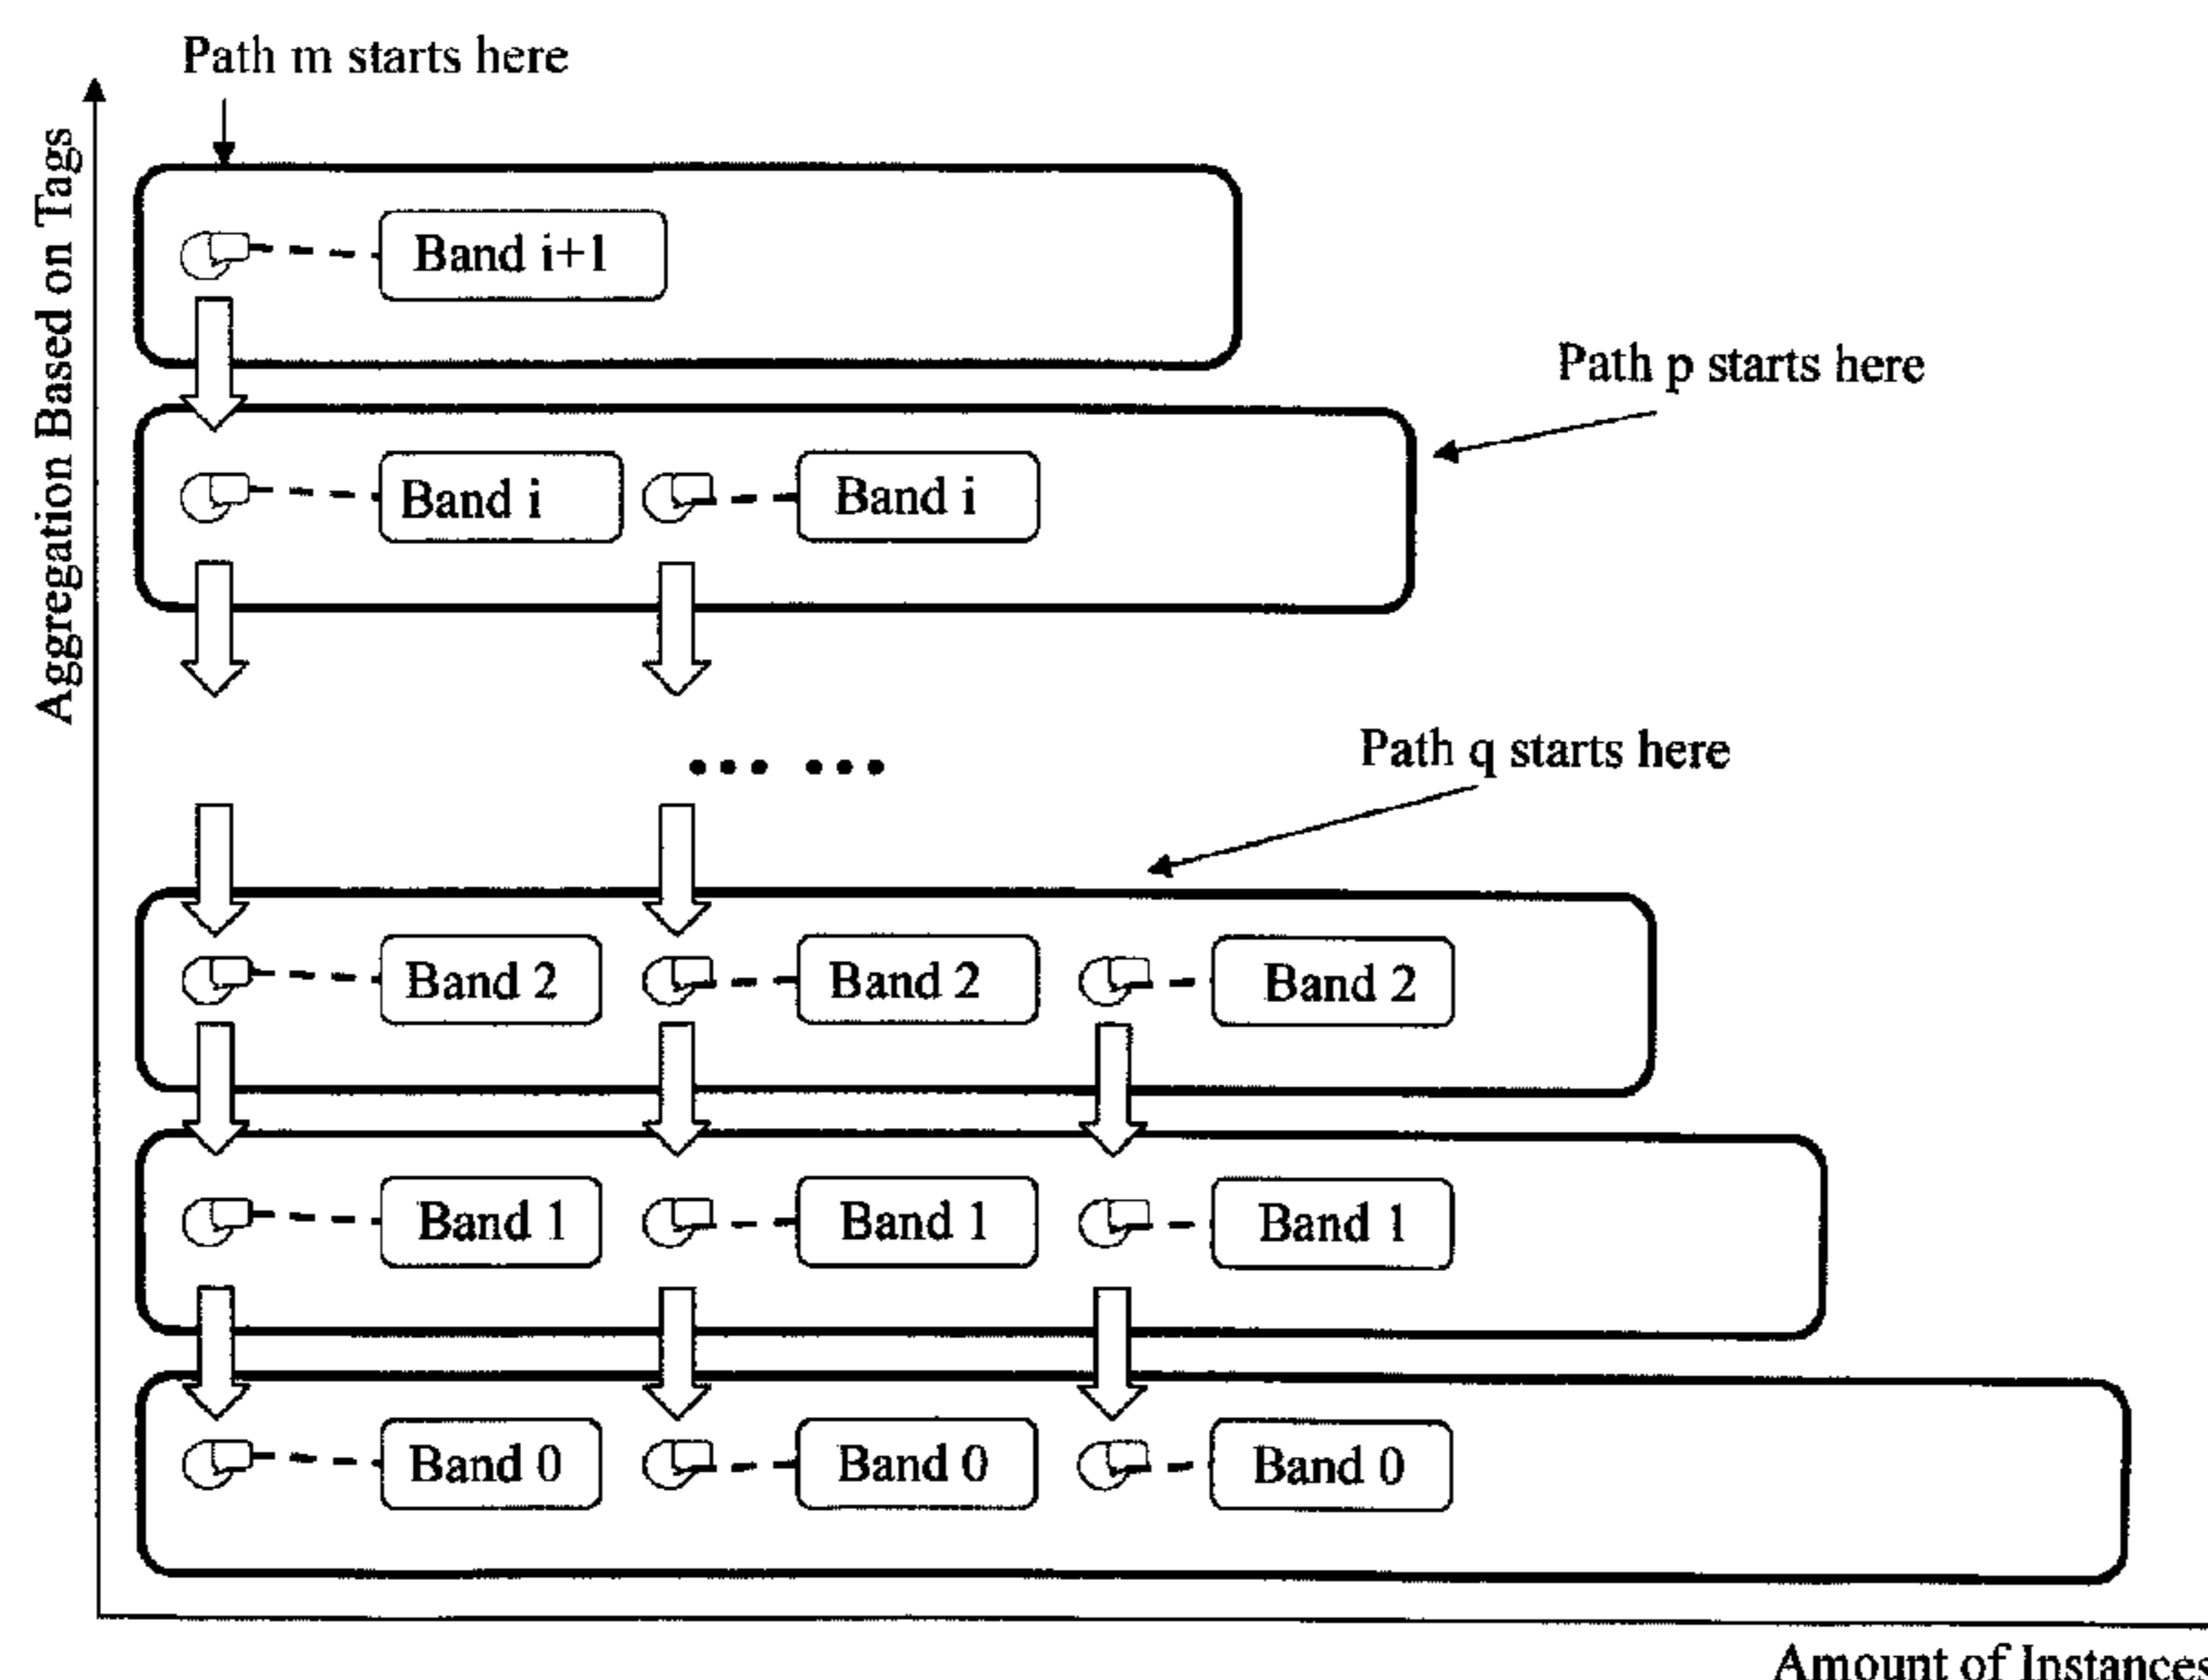 Path m starts here
Aggregation Based on Tags
Band i+1
Path p starts here
Band i
Band i
... ...
Path q starts here
Band 2
Band 2
Band 2
Band 1
Band 1
Band 1
Band 0
Band 0
Band 0
Amount of Instances